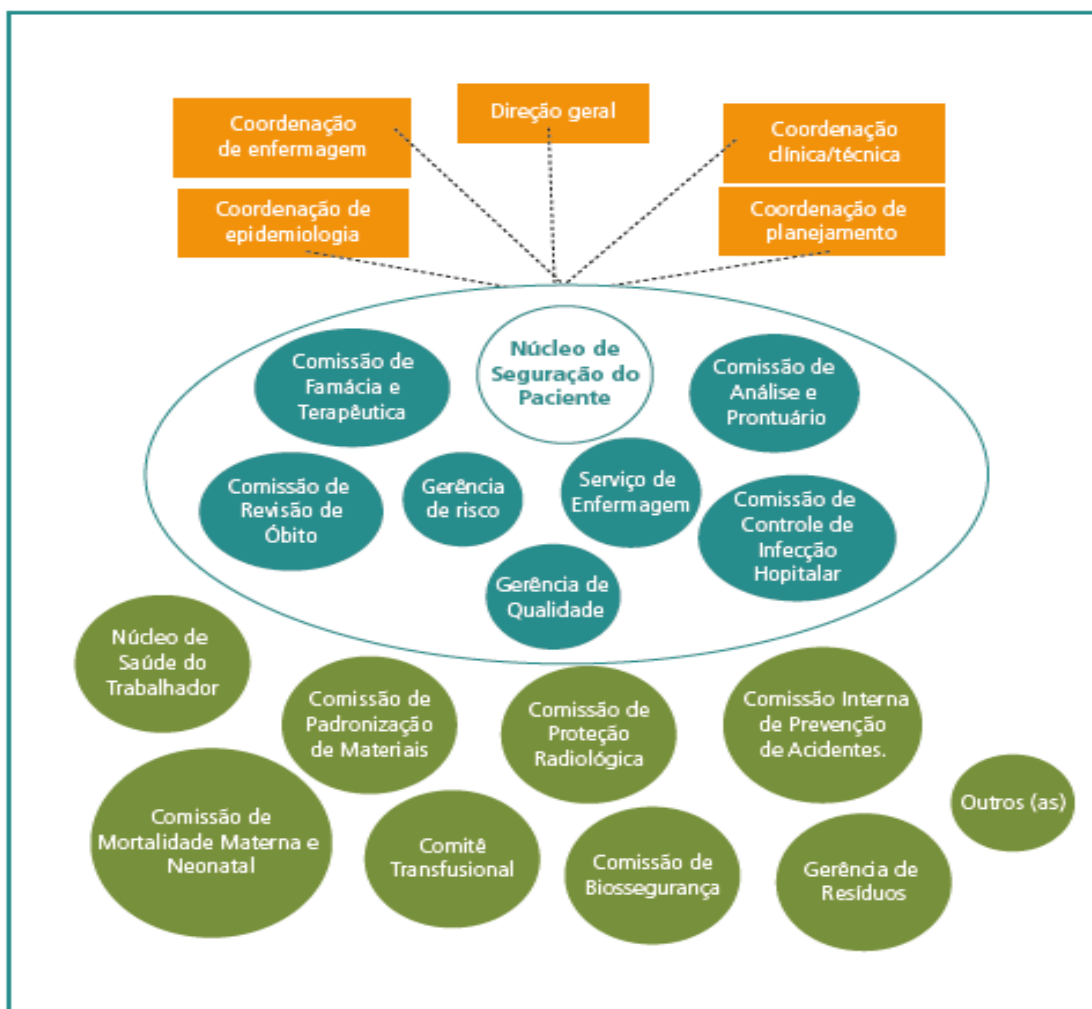 Coordenação
de enfermagem
Direção geral
Coordenação
clínica/técnica
Coordenação de
epidemiologia
Coordenação de
planejamento
Comissão de
Famácia e
Terapêutica
Núcleo de
Seguração do
Paciente
Comissão de
Análise e
Prontuário
Comissão de
Revisão de
Óbito
Gerência
de risco
Serviço de
Enfermagem
Comissão de
Controle de
Infecção
Hopitalar
Gerência de
Qualidade
Núcleo de
Saúde do
Trabalhador
Comissão de
Padronização
de Materiais
Comissão de
Proteção
Radiológica
Comissão Interna
de Prevenção
de Acidentes.
Outros (as)
Comissão de
Mortalidade Materna e
Neonatal
Comitê
Transfusional
Comissão de
Biossegurança
Gerência de
Resíduos